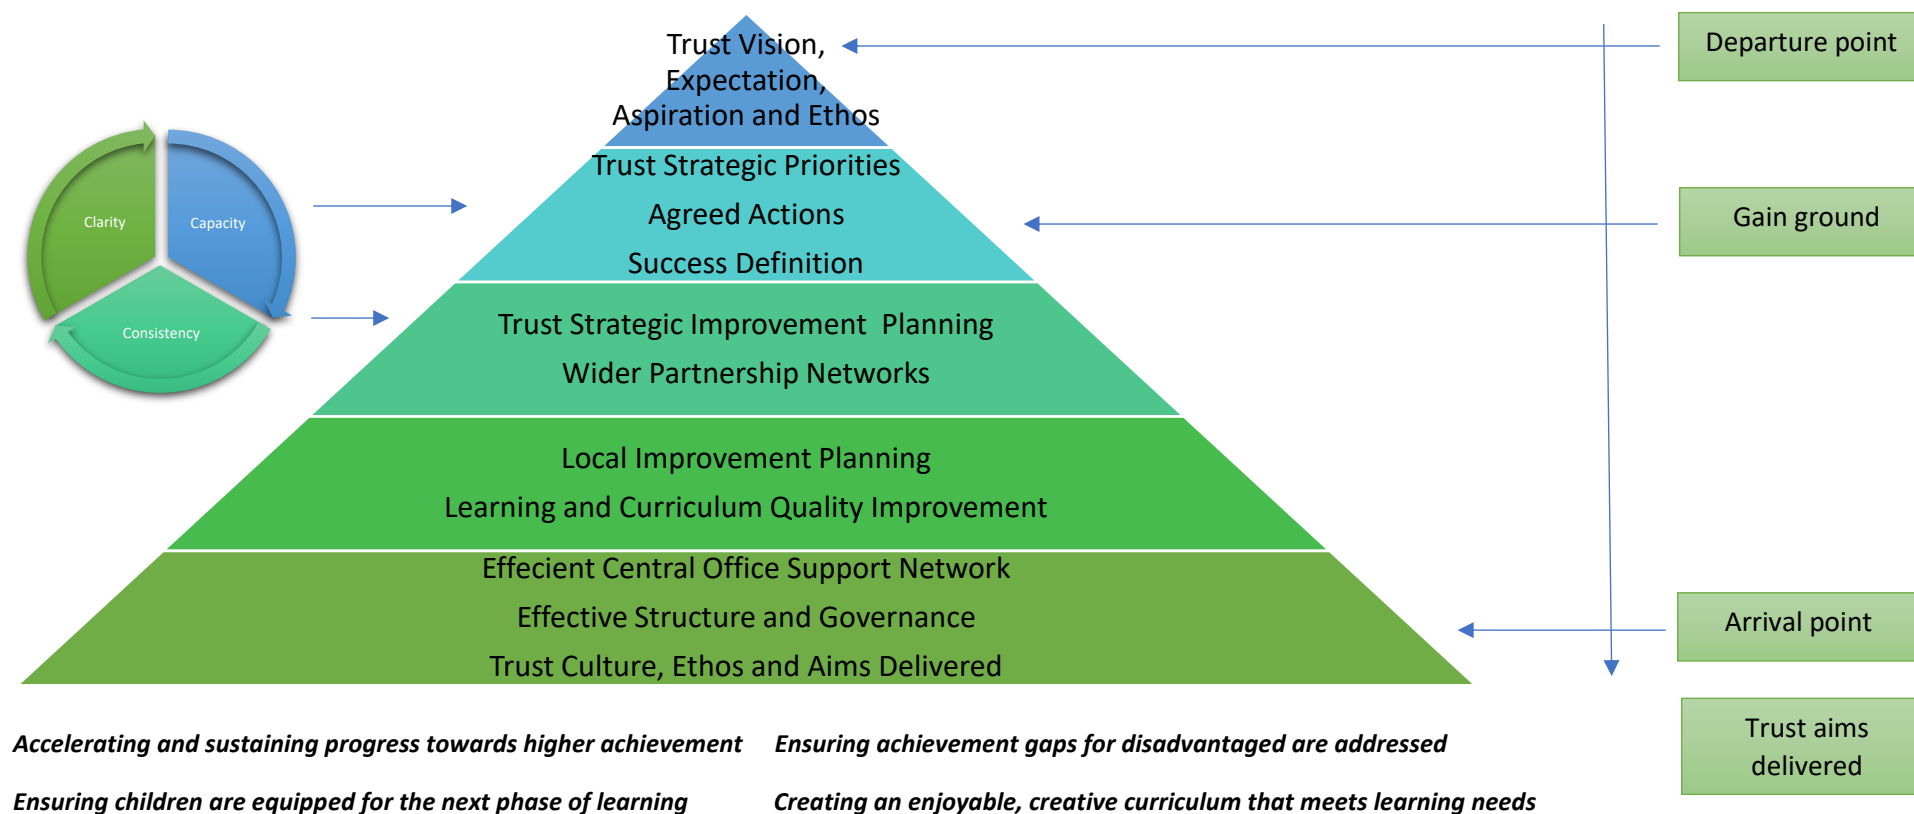 Trust Vision,
Expectation,
Aspiration and Ethos
Departure point
Trust Strategic Priorities
Agreed Actions
Success Definition
Gain ground
Clarity
Capacity
Consistency
Trust Strategic Improvement  Planning
Wider Partnership Networks
Local Improvement Planning
Learning and Curriculum Quality Improvement
Effecient Central Office Support Network
Effective Structure and Governance
Trust Culture, Ethos and Aims Delivered
Arrival point
Trust aims
delivered
Accelerating and sustaining progress towards higher achievement
Ensuring achievement gaps for disadvantaged are addressed
Ensuring children are equipped for the next phase of learning
Creating an enjoyable, creative curriculum that meets learning needs